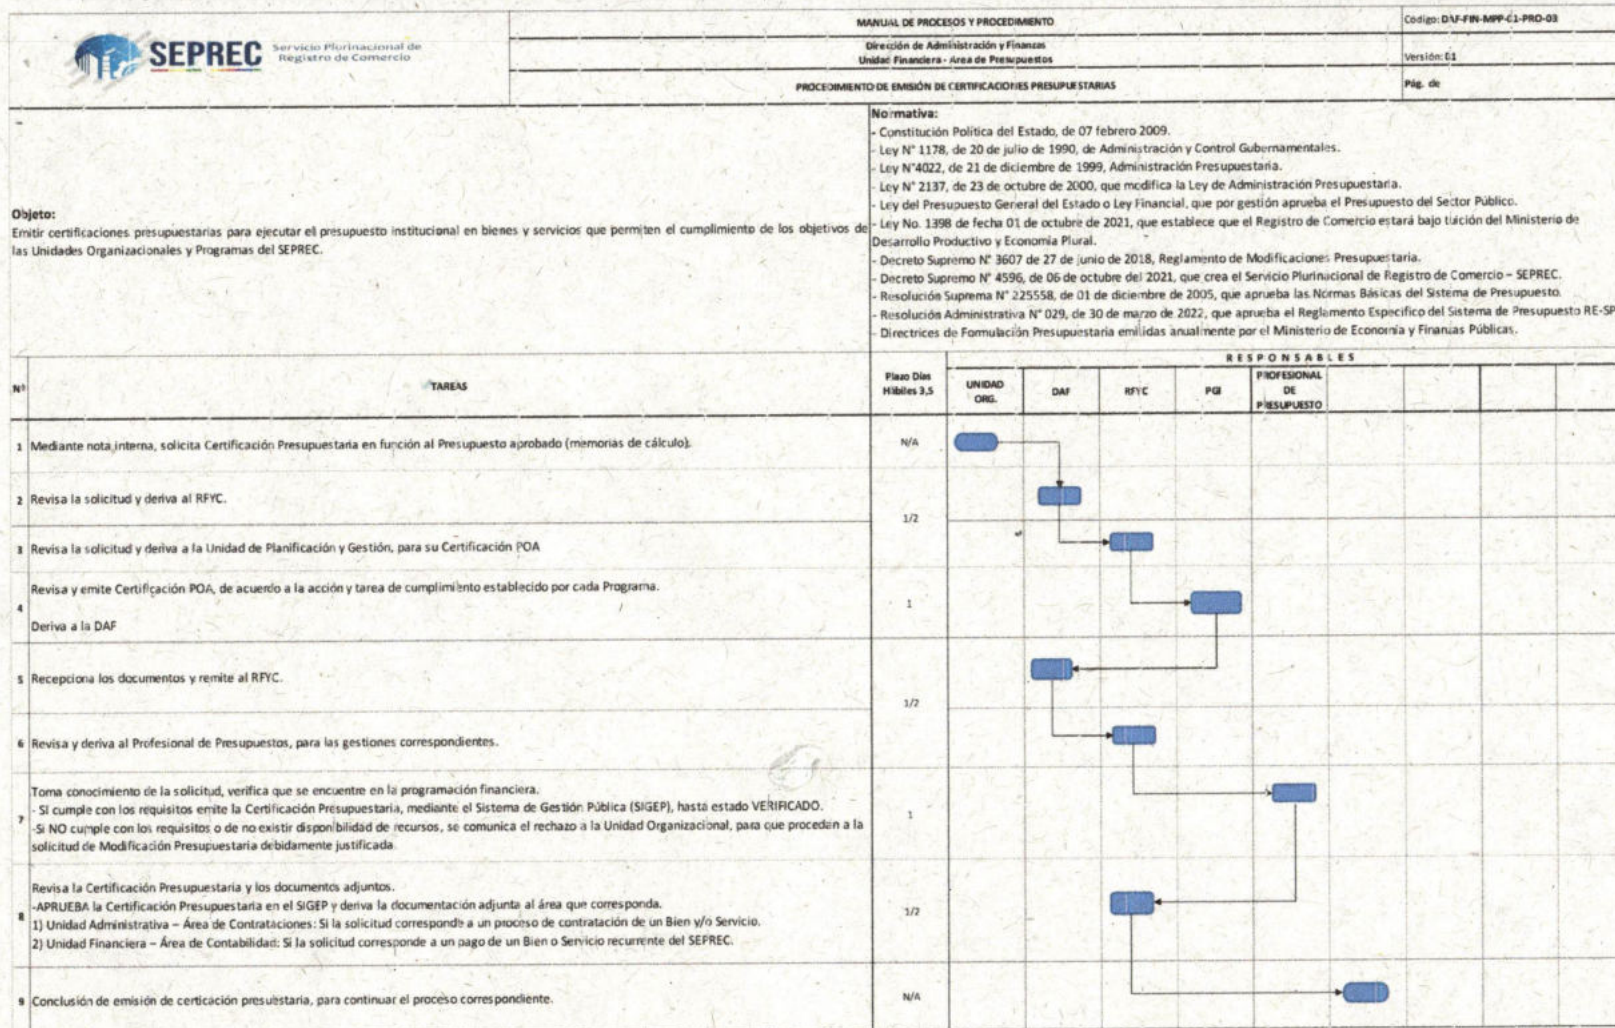 SEPREC
Servicio Plurinacional de
Registro de Comercio
MANUAL DE PROCESOS Y PROCEDIMIENTO
Dirección de Administración y Finanzas
Unidad Financiera - Area de Presupuestos
PROCEDIMIENTO DE EMISIÓN DE CERTIFICACIONES PRESUPUESTARIAS
Código: DAF-FIN-MPP-C1-PRO-03
Versión: 01
Pág. de
-
Objeto:
Emitir certificaciones presupuestarias para ejecutar el presupuesto institucional en bienes y servicios que permiten el cumplimiento de los objetivos de
las Unidades Organizacionales y Programas del SEPREC.
Normativa:
- Constitución Política del Estado, de 07 febrero 2009.
- Ley N° 1178, de 20 de julio de 1990, de Administración y Control Gubernamentales.
- Ley N°4022, de 21 de diciembre de 1999, Administración Presupuestaria.
- Ley N° 2137, de 23 de octubre de 2000, que modifica la Ley de Administración Presupuestaria.
- Ley del Presupuesto General del Estado o Ley Financial, que por gestión aprueba el Presupuesto del Sector Público.
- Ley No. 1398 de fecha 01 de octubre de 2021, que establece que el Registro de Comercio estará bajo tuición del Ministerio de
Desarrollo Productivo y Economía Plural.
- Decreto Supremo N° 3607 de 27 de junio de 2018, Reglamento de Modificaciones Presupuestaria.
- Decreto Supremo N° 4596, de 06 de octubre del 2021, que crea el Servicio Plurinacional de Registro de Comercio – SEPREC.
- Resolución Suprema N° 225558, de 01 de diciembre de 2005, que aprueba las Normas Básicas del Sistema de Presupuesto.
- Resolución Administrativa N° 029, de 30 de marzo de 2022, que aprueba el Reglamento Específico del Sistema de Presupuesto RE-SP
- Directrices de Formulación Presupuestaria emitidas anualmente por el Ministerio de Economía y Finanzas Públicas.
N°
TAREAS
Plazo Días
Hábiles 3,5
RESPONSABLES
UNIDAD
ORG.
DAF
RFYC
PGI
PROFESIONAL
DE
PRESUPUESTO
1 Mediante nota interna, solicita Certificación Presupuestaria en función al Presupuesto aprobado (memorias de cálculo).
N/A
2 Revisa la solicitud y deriva al RFYC.
1/2
3 Revisa la solicitud y deriva a la Unidad de Planificación y Gestión, para su Certificación POA
Revisa y emite Certificación POA, de acuerdo a la acción y tarea de cumplimiento establecido por cada Programa.
4
1
Deriva a la DAF
5 Recepciona los documentos y remite al RFYC.
1/2
6 Revisa y deriva al Profesional de Presupuestos, para las gestiones correspondientes.
Toma conocimiento de la solicitud, verifica que se encuentre en la programación financiera.
- SI cumple con los requisitos emite la Certificación Presupuestaria, mediante el Sistema de Gestión Pública (SIGEP), hasta estado VERIFICADO.
7
1
-Si NO cumple con los requisitos o de no existir disponibilidad de recursos, se comunica el rechazo a la Unidad Organizacional, para que procedan a la
solicitud de Modificación Presupuestaria debidamente justificada
Revisa la Certificación Presupuestaria y los documentos adjuntos.
-APRUEBA la Certificación Presupuestaria en el SIGEP y deriva la documentación adjunta al área que corresponda.
8
1/2
1) Unidad Administrativa – Área de Contrataciones: Si la solicitud corresponde a un proceso de contratación de un Bien y/o Servicio.
2) Unidad Financiera – Área de Contabilidad: Si la solicitud corresponde a un pago de un Bien o Servicio recurrente del SEPREC.
9 Conclusión de emisión de certicación presuestaria, para continuar el proceso correspondiente.
N/A